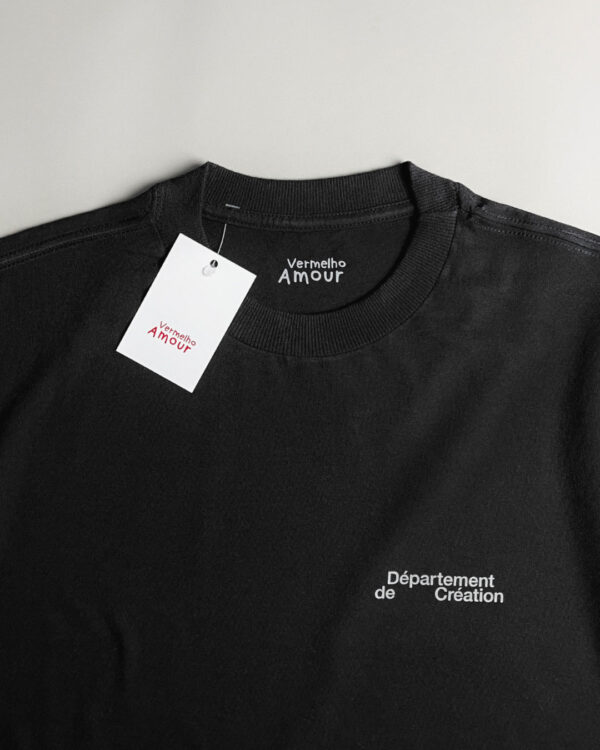 Vermelho
Amour
Vermelho
Amour
Département
de Création